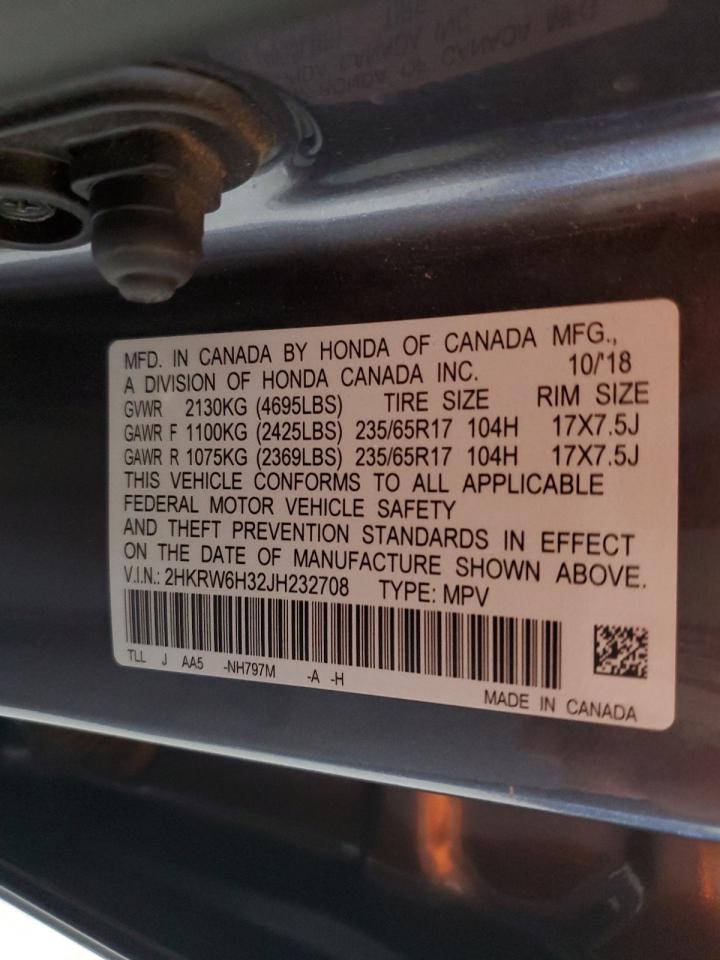 MFD. IN CANADA BY HONDA OF CANADA MFG.,
A DIVISION OF HONDA CANADA INC. 10/'18
GVWR 2130KG (4695LBS) TIRE SIZE RIM SIZE
GAWR F 1100KG (2425LBS) 235/65R17 104H 17X7.5J
GAWR R 1075KG (2369LBS) 235/65R17 104H 17X7.5J
THIS VEHICLE CONFORMS TO ALL APPLICABLE
FEDERAL MOTOR VEHICLE SAFETY
AND THEFT PREVENTION STANDARDS IN EFFECT
ON THE DATE OF MANUFACTURE SHOWN ABOVE.
V.I.N.: 2HKRW6H32JH232708 TYPE: MPV
TLL J AA5 -NH797M -A -H
MADE IN CANADA